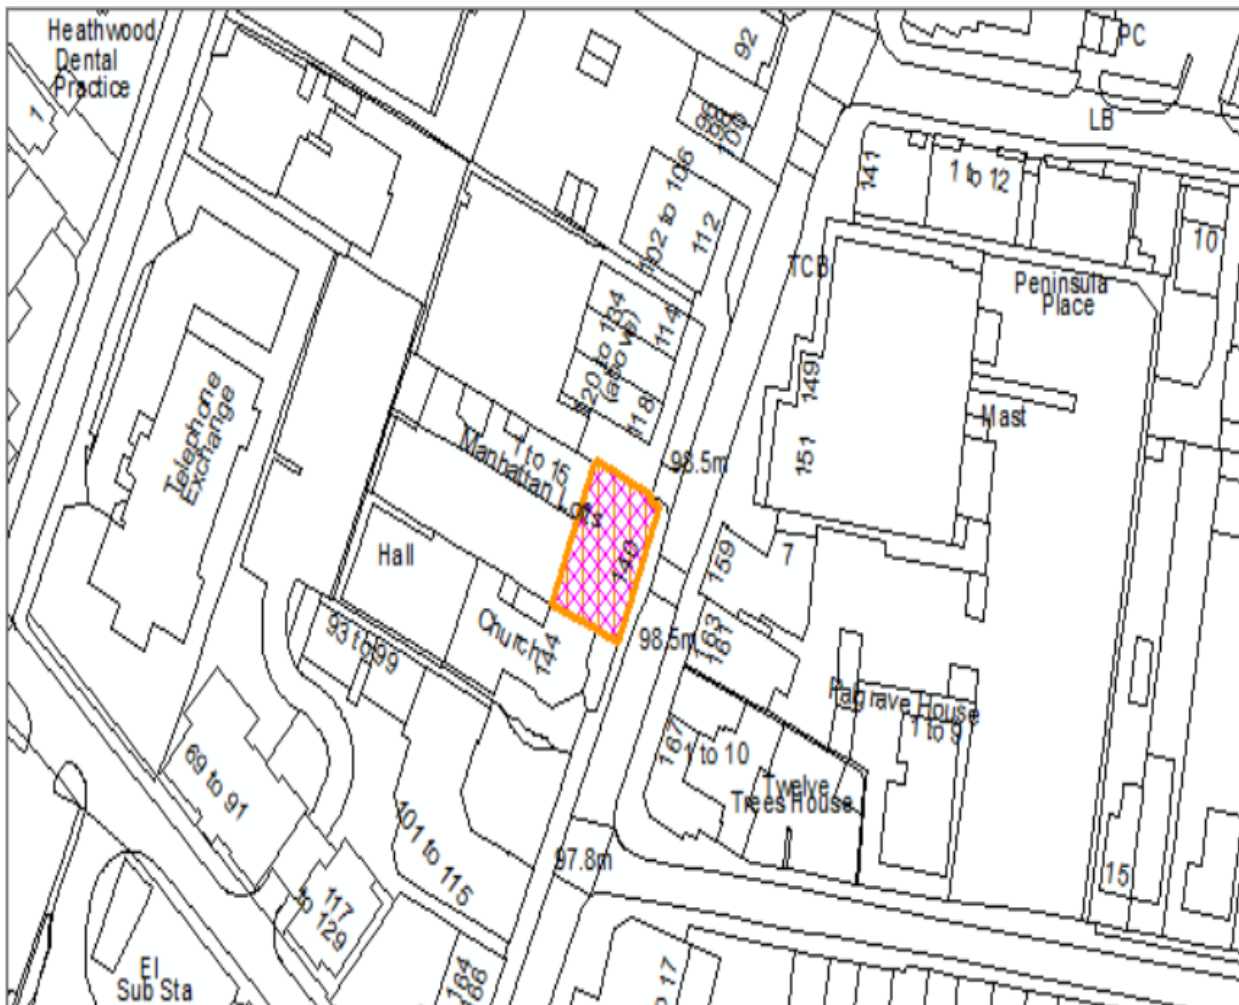 Heathwood
Dental
Practice
1
92
PC
LB
141
1 to 12
10
102 to 106
112
TCB
Peninsula
Place
114
(above)
118
149
151
Mast
Telephone
Exchange
1 to 15
Manhattan Lofts
98.5m
140
159
7
Hall
Church
144
98.5m
163
161
93 to 99
Palgrave House
1 to 9
167
1 to 10
Twelve
Trees House
69 to 91
101 to 115
97.8m
15
117
to 129
El
Sub Sta
164
166
to 17